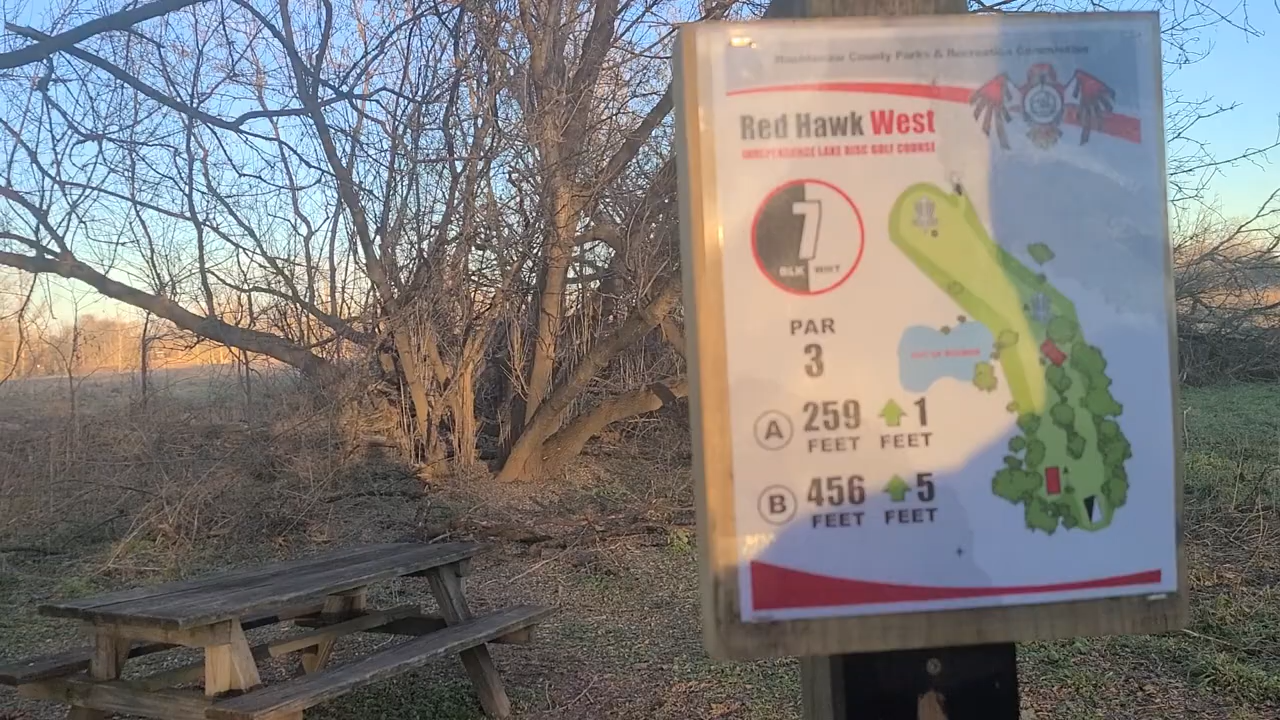 Washtenaw County Parks & Recreation Commission
Red Hawk West
INDEPENDENCE LAKE DISC GOLF COURSE
7
BLK WHT
PAR
3
A 259 1
FEET FEET
B 456 5
FEET FEET